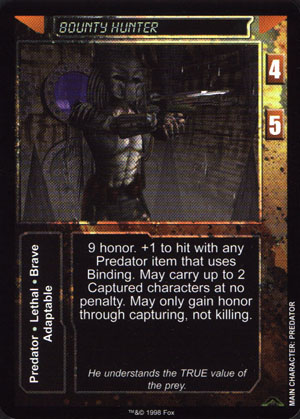 BOUNTY HUNTER
4
5
Predator • Lethal • Brave
Adaptable
9 honor. +1 to hit with any
Predator item that uses
Binding. May carry up to 2
Captured characters at no
penalty. May only gain honor
through capturing, not killing.
He understands the TRUE value of
the prey.
MAIN CHARACTER: PREDATOR
™&© 1998 Fox